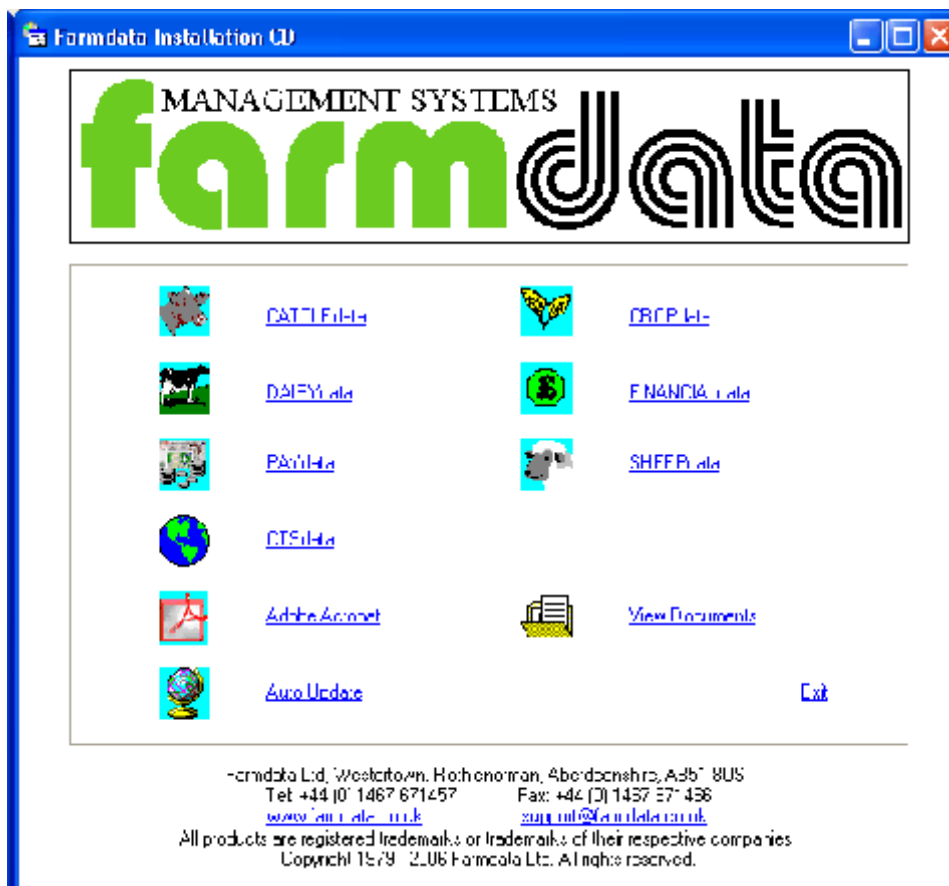 Farmdata Installation CD
MANAGEMENT SYSTEMS
farmdata
CATTLEdata
CROPdata
DAIRYdata
FINANCIALdata
PAYdata
SHEEPdata
CTSdata
Adobe Acrobat
View Documents
Auto Update
Exit
Farmdata Ltd, Westertown, Rothienorman, Aberdeenshire, AB51 8US
Tel: +44 (0) 1467 671457 Fax: +44 (0) 1467
www.farmdata.co.uk support@farmdata.co.uk
All products are registered trademarks or trademarks of their respective companies
Copyright 1979 - 2006 Farmdata Ltd. All rights reserved.